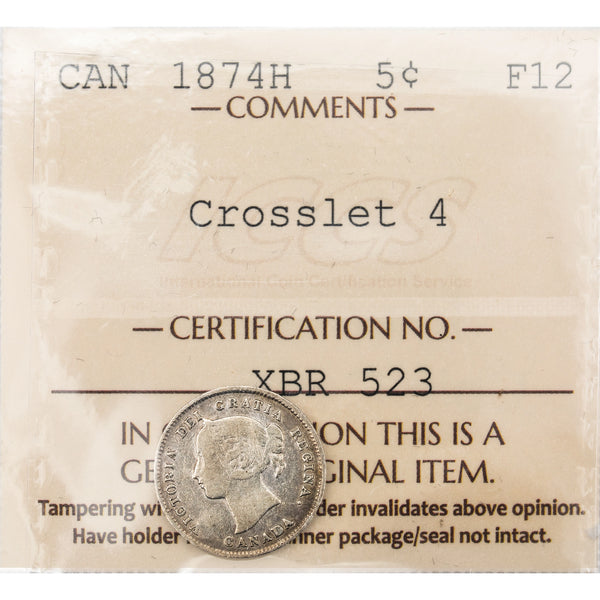 CAN 1874H 5¢ F12
— COMMENTS —
Crosslet 4
ICCS
International Coin Certification Service
— CERTIFICATION NO. —
XBR 523
IN ON THIS IS A
GE GINAL ITEM.
Tampering wi der invalidates above opinion.
Have holder nner package/seal not intact.
VICTORIA DEI GRATIA REGINA
CANADA